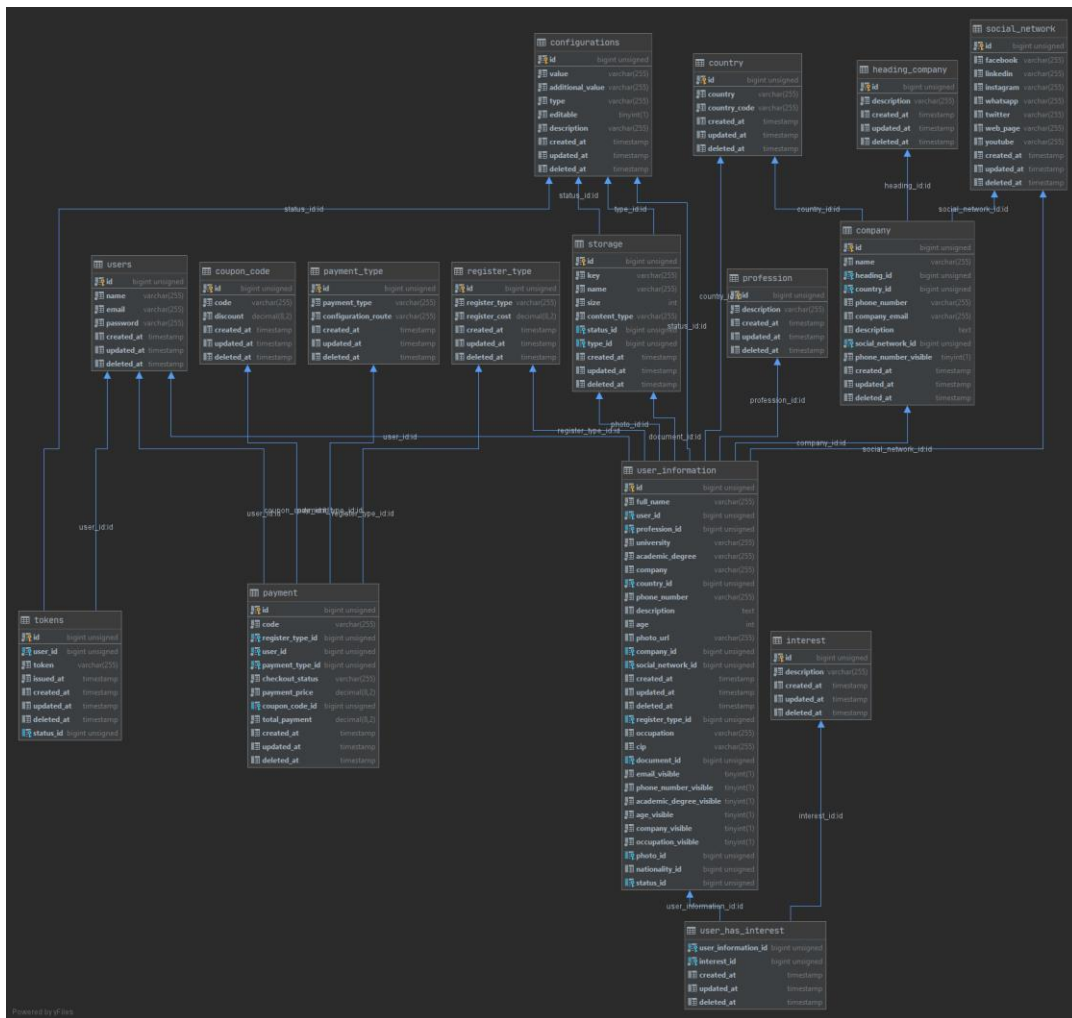 configurations
id bigint unsigned
value varchar(255)
additional_value varchar(255)
type varchar(255)
editable tinyint(1)
description varchar(255)
created_at timestamp
updated_at timestamp
deleted_at timestamp
country
id bigint unsigned
country varchar(255)
country_code varchar(255)
created_at timestamp
updated_at timestamp
deleted_at timestamp
heading_company
id bigint unsigned
description varchar(255)
created_at timestamp
updated_at timestamp
deleted_at timestamp
social_network
id bigint unsigned
facebook varchar(255)
linkedin varchar(255)
instagram varchar(255)
whatsapp varchar(255)
twitter varchar(255)
web_page varchar(255)
youtube varchar(255)
created_at timestamp
updated_at timestamp
deleted_at timestamp
status_id:id
status_id:id
type_id:id
country_id:id
heading_id:id
social_network_id:id
users
id bigint unsigned
name varchar(255)
email varchar(255)
password varchar(255)
created_at timestamp
updated_at timestamp
deleted_at timestamp
coupon_code
id bigint unsigned
code varchar(255)
discount decimal(8,2)
created_at timestamp
updated_at timestamp
deleted_at timestamp
payment_type
id bigint unsigned
payment_type varchar(255)
configuration_route varchar(255)
created_at timestamp
updated_at timestamp
deleted_at timestamp
register_type
id bigint unsigned
register_type varchar(255)
register_cost decimal(8,2)
created_at timestamp
updated_at timestamp
deleted_at timestamp
storage
id bigint unsigned
key varchar(255)
name varchar(255)
size int
content_type varchar(255)
status_id bigint unsigned
type_id bigint unsigned
created_at timestamp
updated_at timestamp
deleted_at timestamp
status_id:id
profession
id bigint unsigned
description varchar(255)
created_at timestamp
updated_at timestamp
deleted_at timestamp
company
id bigint unsigned
name varchar(255)
heading_id bigint unsigned
country_id bigint unsigned
phone_number varchar(255)
company_email varchar(255)
description text
social_network_id bigint unsigned
phone_number_visible tinyint(1)
created_at timestamp
updated_at timestamp
deleted_at timestamp
user_id:id
register_type_id:id
photo_id:id
document_id:id
profession_id:id
company_id:id
social_network_id:id
user_information
id bigint unsigned
full_name varchar(255)
user_id bigint unsigned
profession_id bigint unsigned
university varchar(255)
academic_degree varchar(255)
company varchar(255)
country_id bigint unsigned
phone_number varchar(255)
description text
age int
photo_url varchar(255)
company_id bigint unsigned
social_network_id bigint unsigned
created_at timestamp
updated_at timestamp
deleted_at timestamp
register_type_id bigint unsigned
occupation varchar(255)
cip varchar(255)
document_id bigint unsigned
email_visible tinyint(1)
phone_number_visible tinyint(1)
academic_degree_visible tinyint(1)
age_visible tinyint(1)
company_visible tinyint(1)
occupation_visible tinyint(1)
photo_id bigint unsigned
nationality_id bigint unsigned
status_id bigint unsigned
user_id:id
user_id:id
register_type_id:id
tokens
id bigint unsigned
user_id bigint unsigned
token varchar(255)
issued_at timestamp
created_at timestamp
updated_at timestamp
deleted_at timestamp
status_id bigint unsigned
payment
id bigint unsigned
code varchar(255)
register_type_id bigint unsigned
user_id bigint unsigned
payment_type_id bigint unsigned
checkout_status varchar(255)
payment_price decimal(8,2)
coupon_code_id bigint unsigned
total_payment decimal(8,2)
created_at timestamp
updated_at timestamp
deleted_at timestamp
interest
id bigint unsigned
description varchar(255)
created_at timestamp
updated_at timestamp
deleted_at timestamp
interest_id:id
user_information_id:id
user_has_interest
user_information_id bigint unsigned
interest_id bigint unsigned
created_at timestamp
updated_at timestamp
deleted_at timestamp
Powered by yFiles